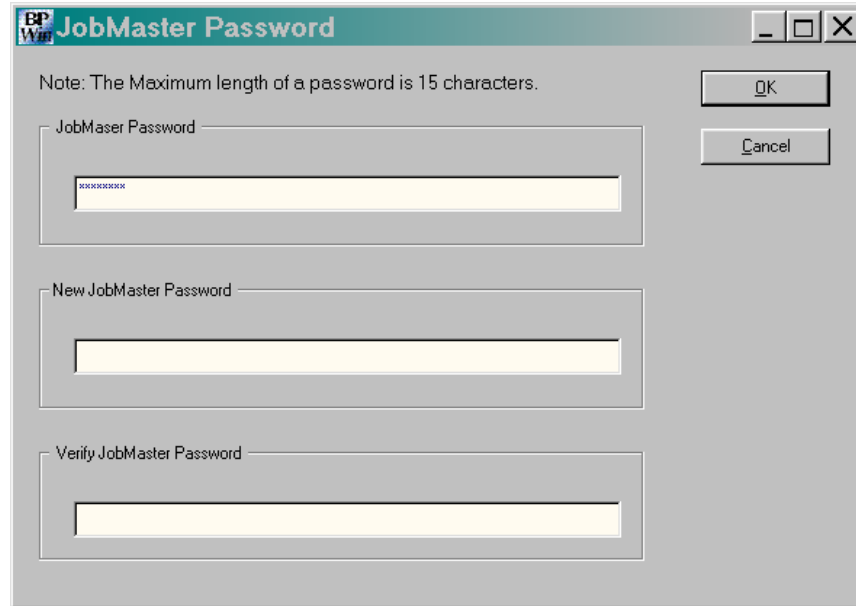 BP
Win
JobMaster Password
Note: The Maximum length of a password is 15 characters.
OK
JobMaser Password
Cancel
xxxxxxxx
New JobMaster Password
Verify JobMaster Password